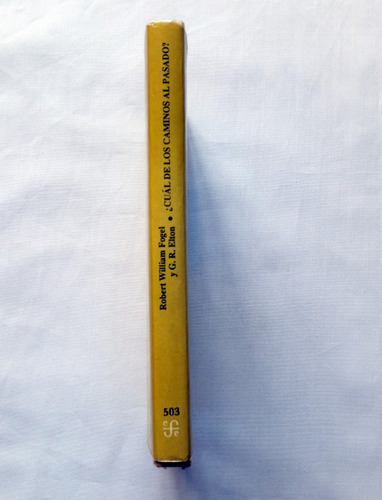 Robert William Fogel
y G. R. Elton • ¿CUÁL DE LOS CAMINOS AL PASADO?
503